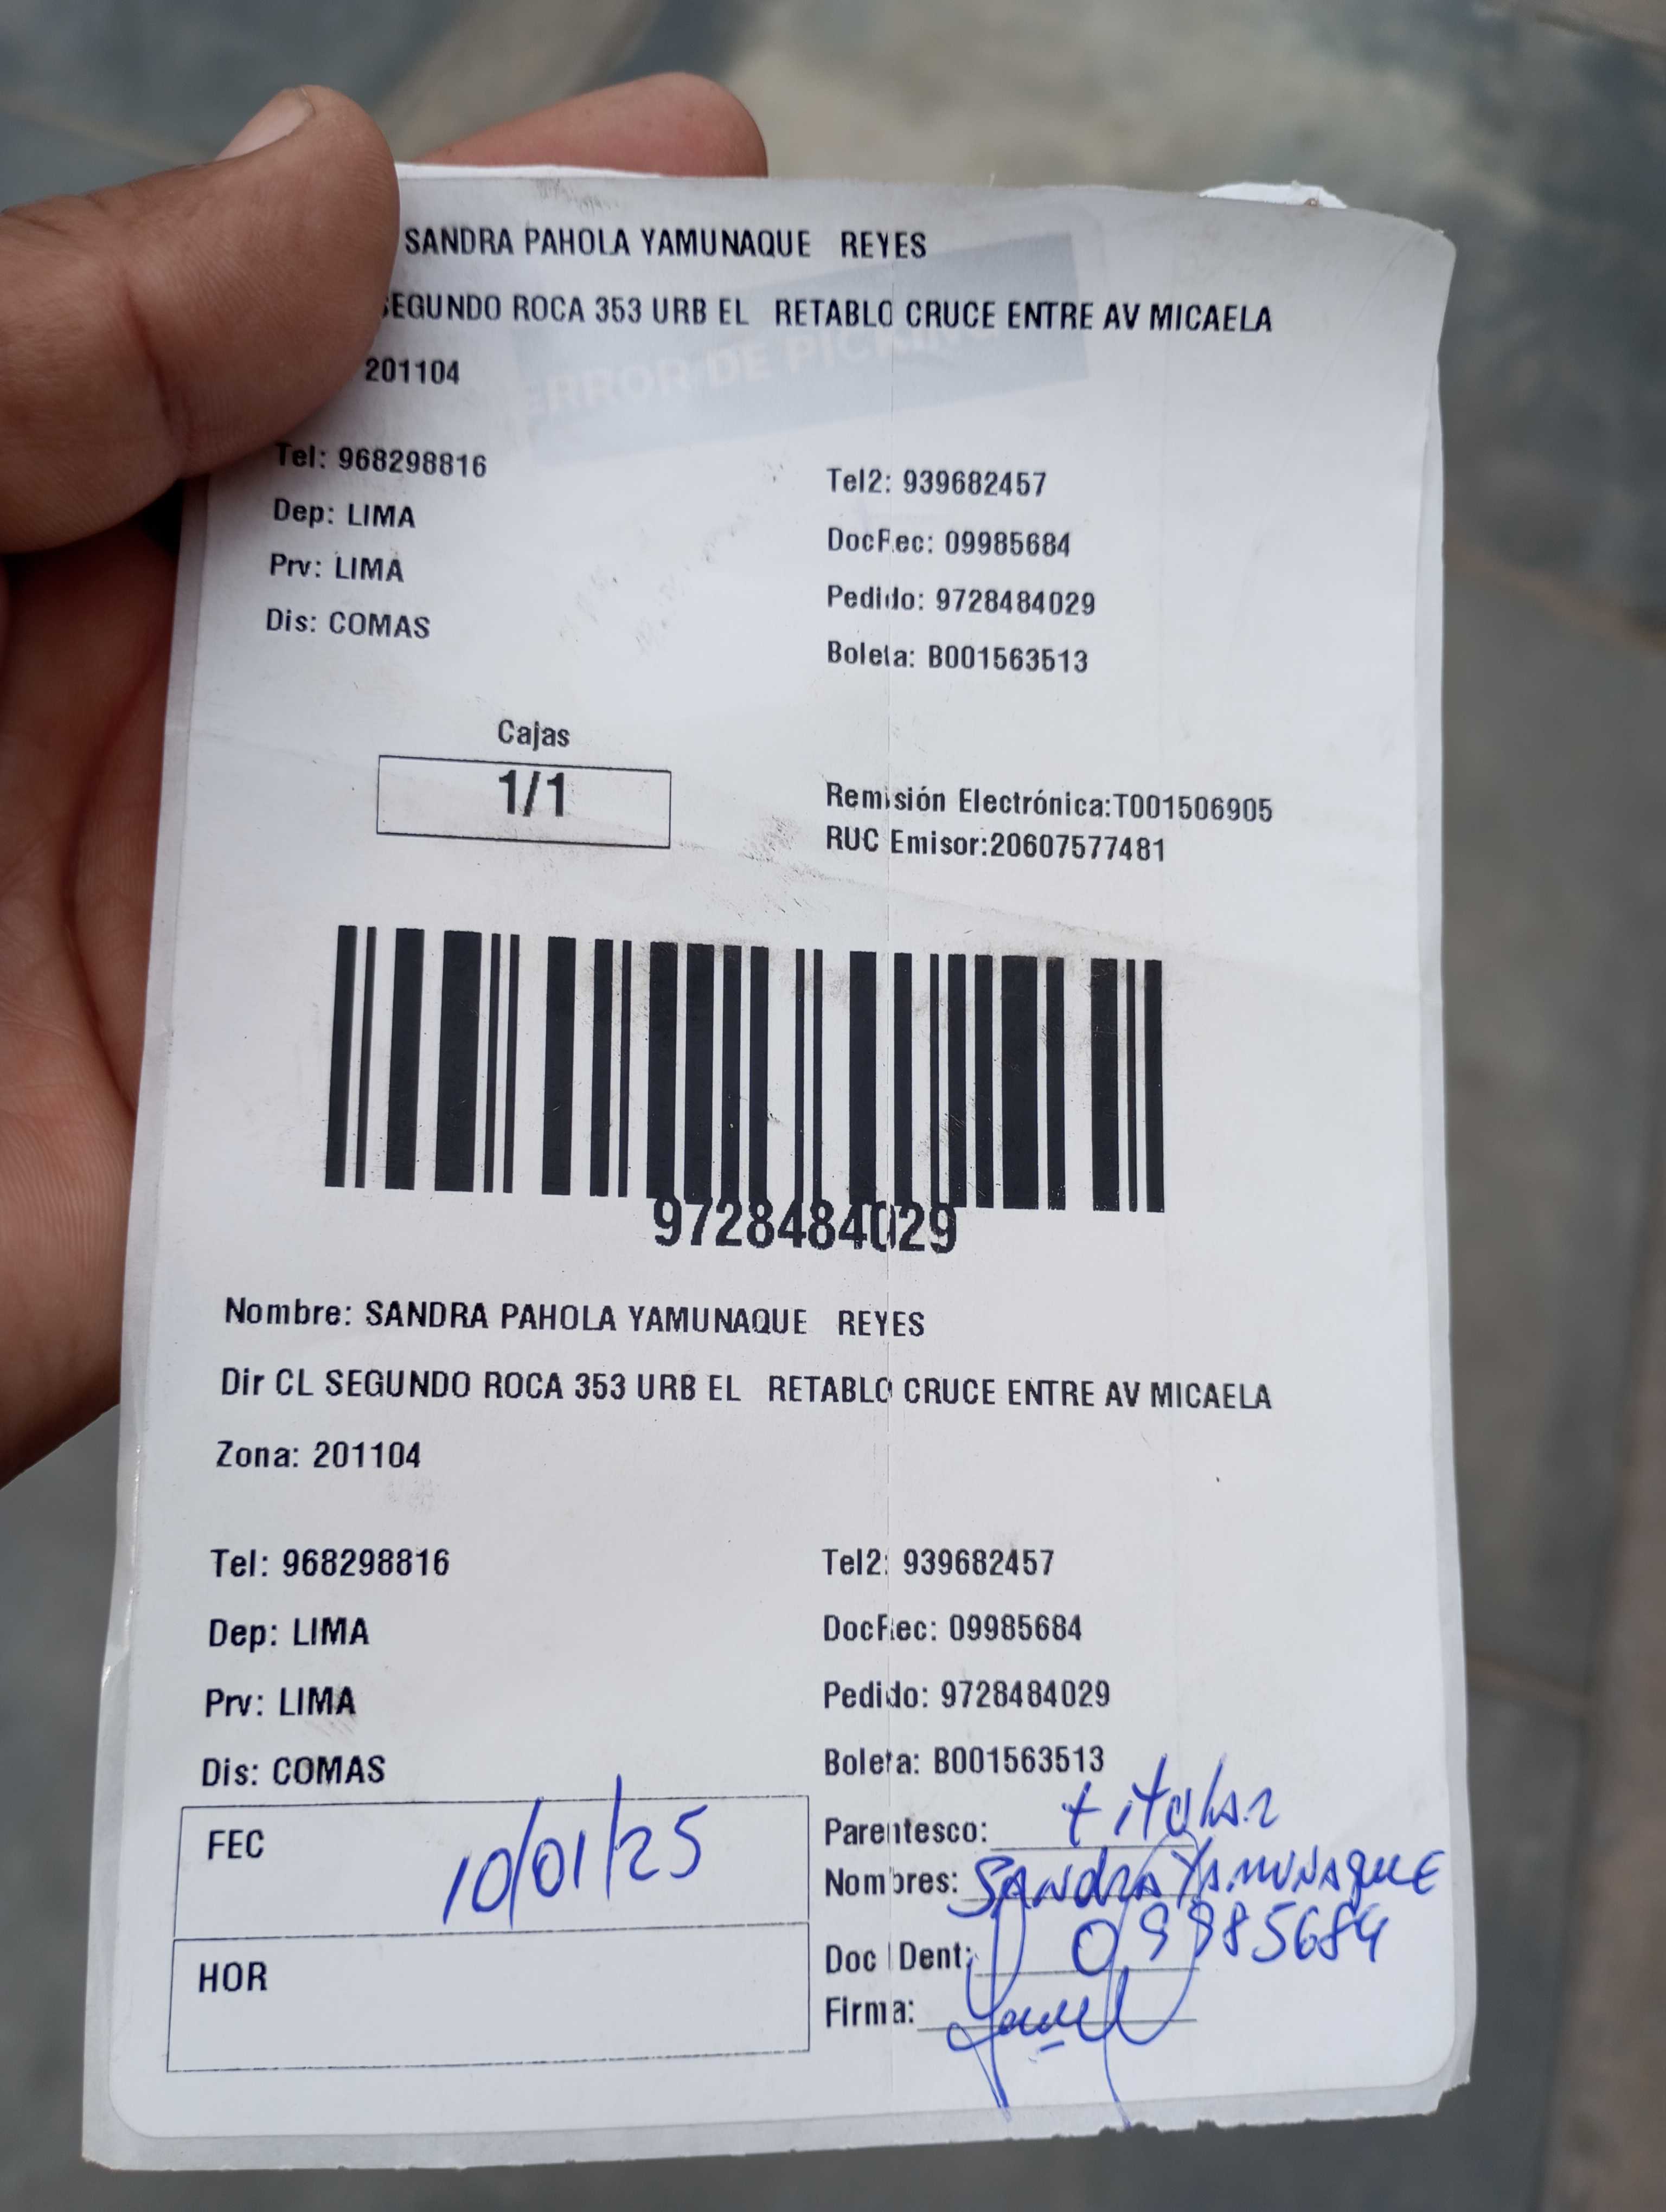 SANDRA PAHOLA YAMUNAQUE REYES
SEGUNDO ROCA 353 URB EL RETABLO CRUCE ENTRE AV MICAELA
201104
ERROR DE PICKING
Tel: 968298816 Tel2: 939682457
Dep: LIMA DocRec: 09985684
Prv: LIMA Pedido: 9728484029
Dis: COMAS Boleta: B001563513
Cajas
1/1
Remisión Electrónica:T001506905
RUC Emisor:20607577481
9728484029
Nombre: SANDRA PAHOLA YAMUNAQUE REYES
Dir CL SEGUNDO ROCA 353 URB EL RETABLO CRUCE ENTRE AV MICAELA
Zona: 201104
Tel: 968298816 Tel2: 939682457
Dep: LIMA DocRec: 09985684
Prv: LIMA Pedido: 9728484029
Dis: COMAS Boleta: B001563513
FEC 10/01/25
HOR
Parentesco: titular
Nombres: SANdRA YAMUNAQUE
Doc Ident: 09985684
Firma: